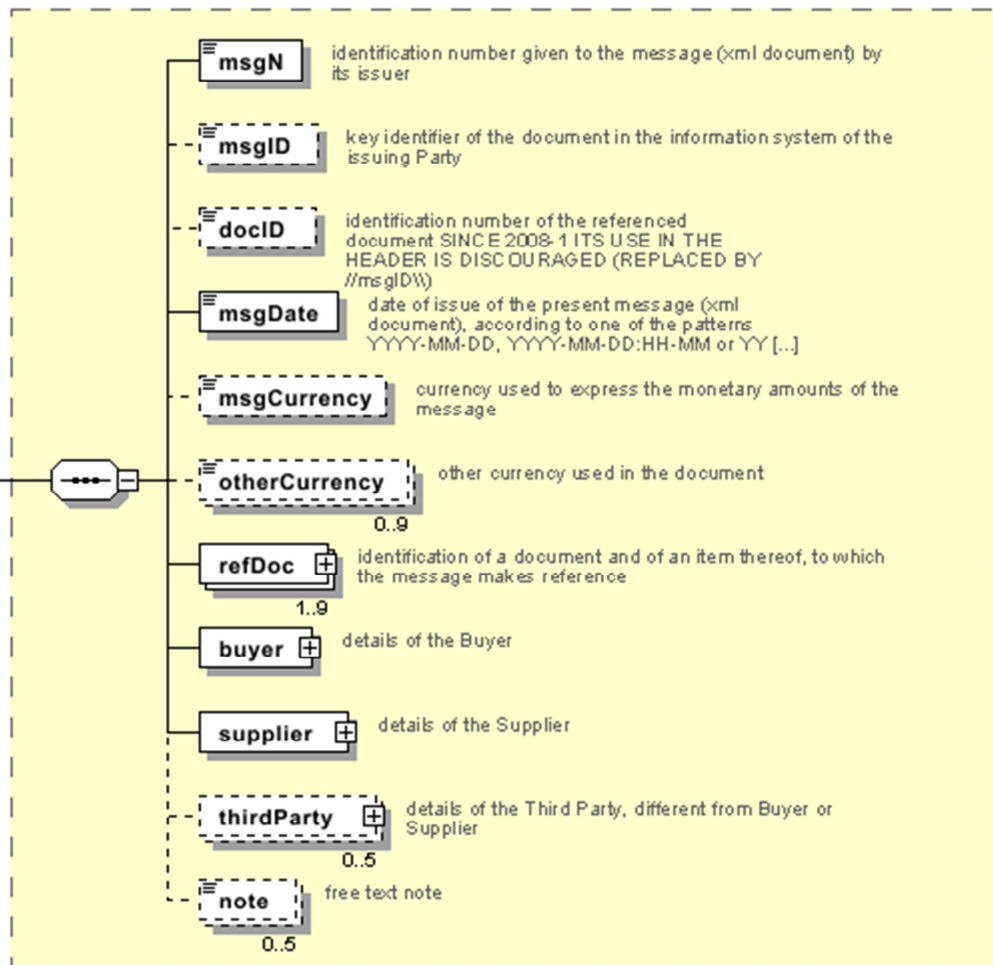 msgN
identification number given to the message (xml document) by
its issuer
msgID
key identifier of the document in the information system of the
issuing Party
docID
identification number of the referenced
document SINCE 2008-1 ITS USE IN THE
HEADER IS DISCOURAGED (REPLACED BY
//msgID\\)
msgDate
date of issue of the present message (xml
document), according to one of the patterns
YYYY-MM-DD, YYYY-MM-DD:HH-MM or YY [...]
msgCurrency
currency used to express the monetary amounts of the
message
otherCurrency
other currency used in the document
0..9
refDoc
identification of a document and of an item thereof, to which
the message makes reference
1..9
buyer
details of the Buyer
supplier
details of the Supplier
thirdParty
details of the Third Party, different from Buyer or
Supplier
0..5
note
free text note
0..5